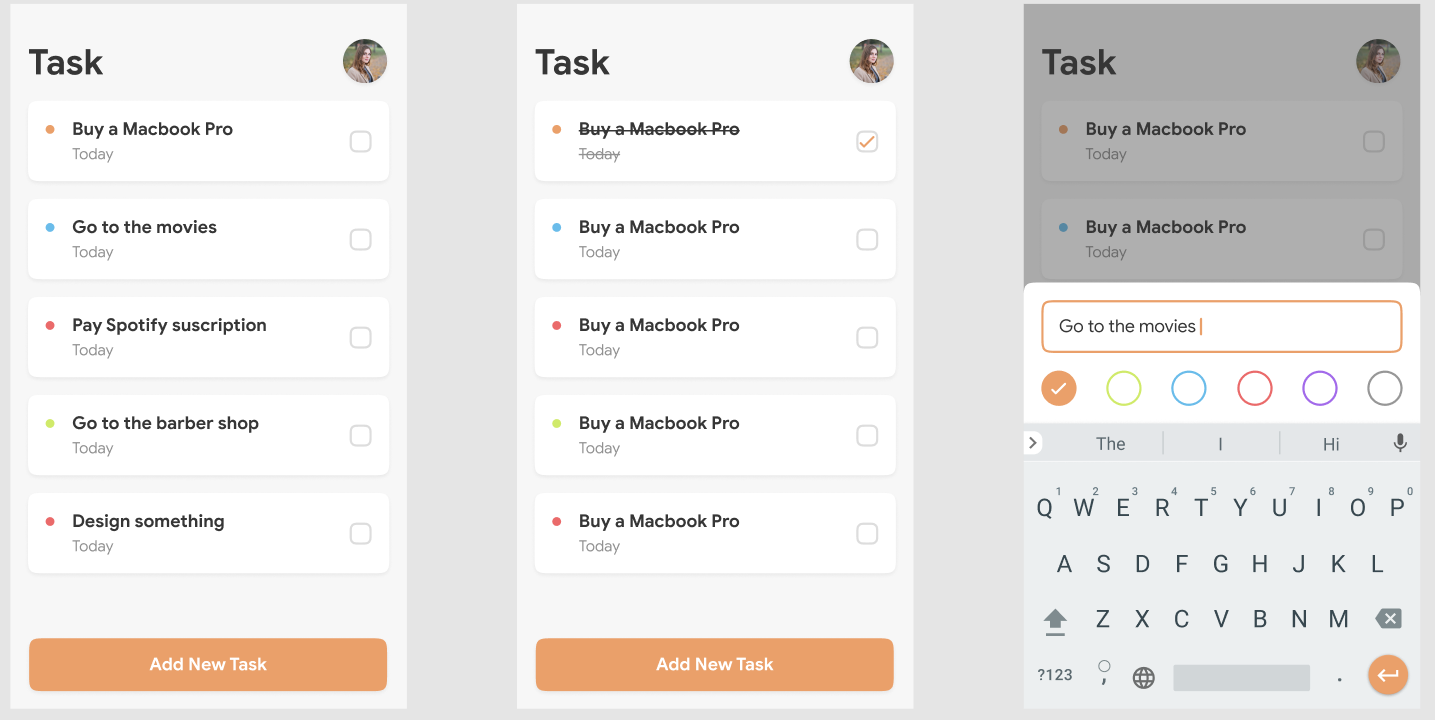 Task
Buy a Macbook Pro
Today
Go to the movies
Today
Pay Spotify suscription
Today
Go to the barber shop
Today
Design something
Today
Add New Task
Task
Buy a Macbook Pro
Today
Buy a Macbook Pro
Today
Buy a Macbook Pro
Today
Buy a Macbook Pro
Today
Buy a Macbook Pro
Today
Add New Task
Task
Buy a Macbook Pro
Today
Buy a Macbook Pro
Today
Go to the movies
The I Hi
1 2 3 4 5 6 7 8 9 0
Q W E R T Y U I O P
A S D F G H J K L
Z X C V B N M
?123 , .